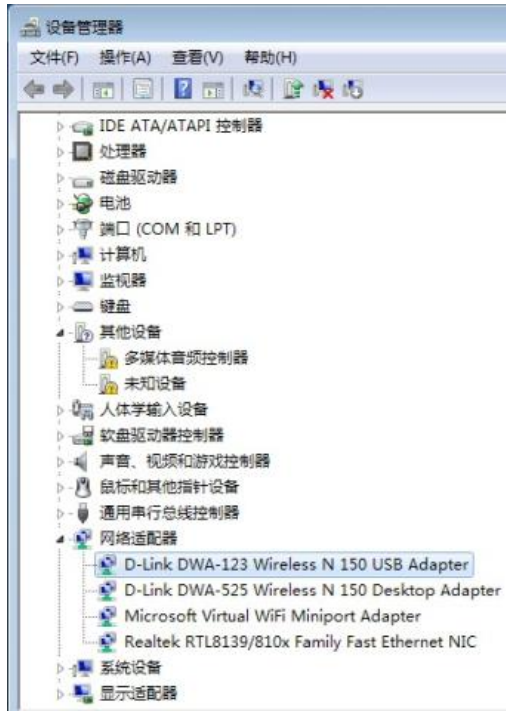 设备管理器
文件(F) 操作(A) 查看(V) 帮助(H)
IDE ATA/ATAPI 控制器
处理器
磁盘驱动器
电池
端口 (COM 和 LPT)
计算机
监视器
键盘
其他设备
多媒体音频控制器
未知设备
人体学输入设备
软盘驱动器控制器
声音、视频和游戏控制器
鼠标和其他指针设备
通用串行总线控制器
网络适配器
D-Link DWA-123 Wireless N 150 USB Adapter
D-Link DWA-525 Wireless N 150 Desktop Adapter
Microsoft Virtual WiFi Miniport Adapter
Realtek RTL8139/810x Family Fast Ethernet NIC
系统设备
显示适配器